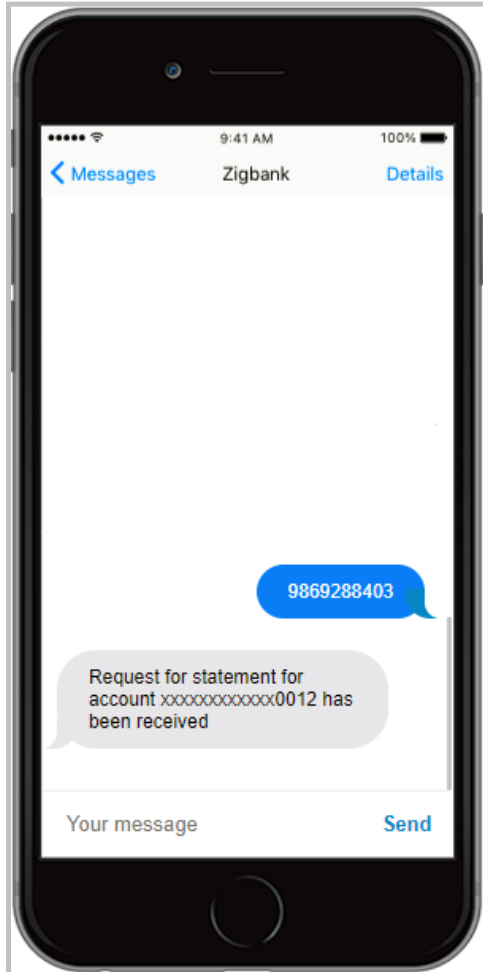 9:41 AM
100%
Messages
Zigbank
Details
9869288403
Request for statement for
account xxxxxxxxxxxx0012 has
been received
Your message
Send